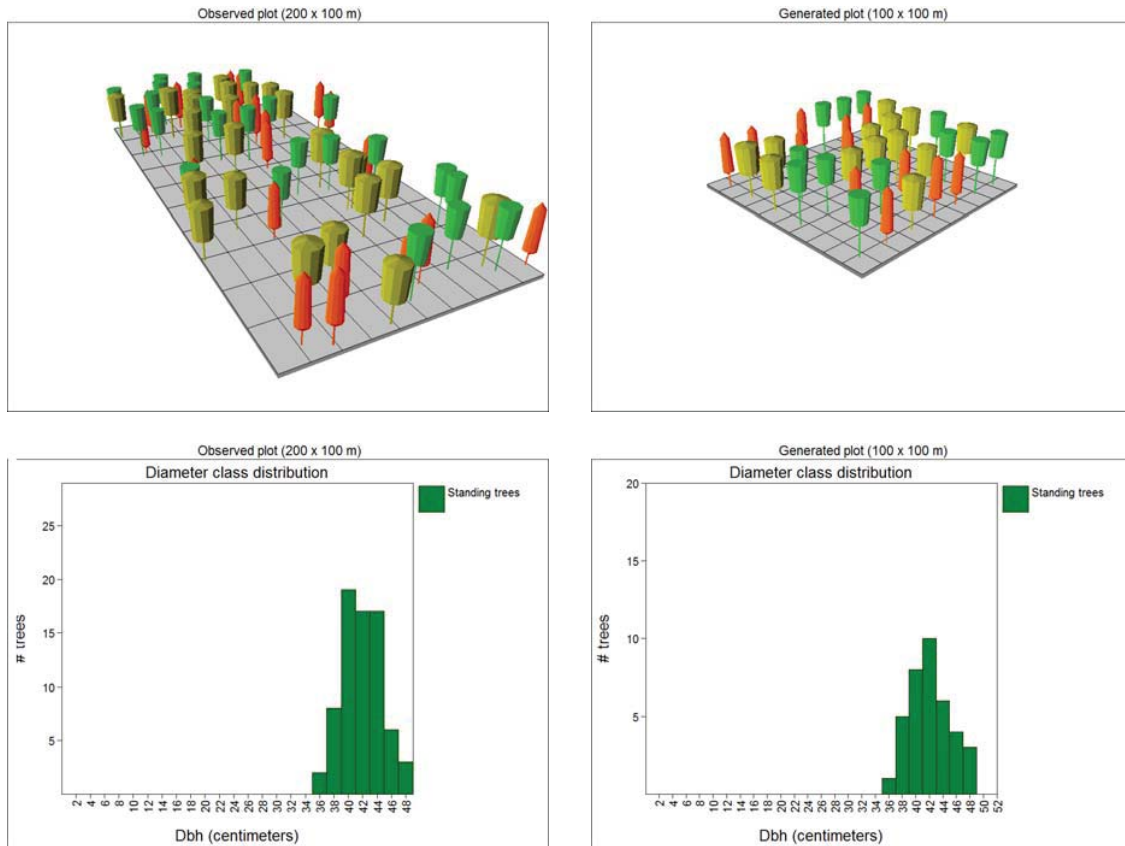 Observed plot (200 x 100 m)
Generated plot (100 x 100 m)
Observed plot (200 x 100 m)
Diameter class distribution
Standing trees
25
20
15
10
5
# trees
2 4 6 8 10 12 14 16 18 20 22 24 26 28 30 32 34 36 38 40 42 44 46 48
Dbh (centimeters)
Generated plot (100 x 100 m)
Diameter class distribution
Standing trees
20
15
10
5
# trees
2 4 6 8 10 12 14 16 18 20 22 24 26 28 30 32 34 36 38 40 42 44 46 48 50 52
Dbh (centimeters)